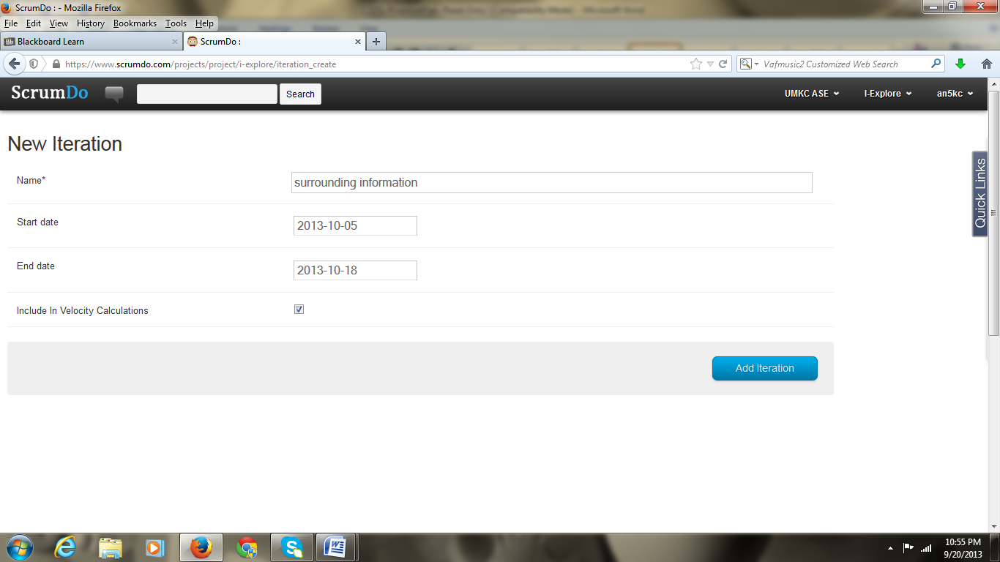 ScrumDo : - Mozilla Firefox
File Edit View History Bookmarks Tools Help
Bb Blackboard Learn ScrumDo :
https://www.scrumdo.com/projects/project/i-explore/iteration_create Vafmusic2 Customized Web Search
ScrumDo Search UMKC ASE I-Explore an5kc
New Iteration
Name* surrounding information
Start date 2013-10-05
End date 2013-10-18
Include In Velocity Calculations
Add Iteration
Quick Links
10:55 PM
9/20/2013